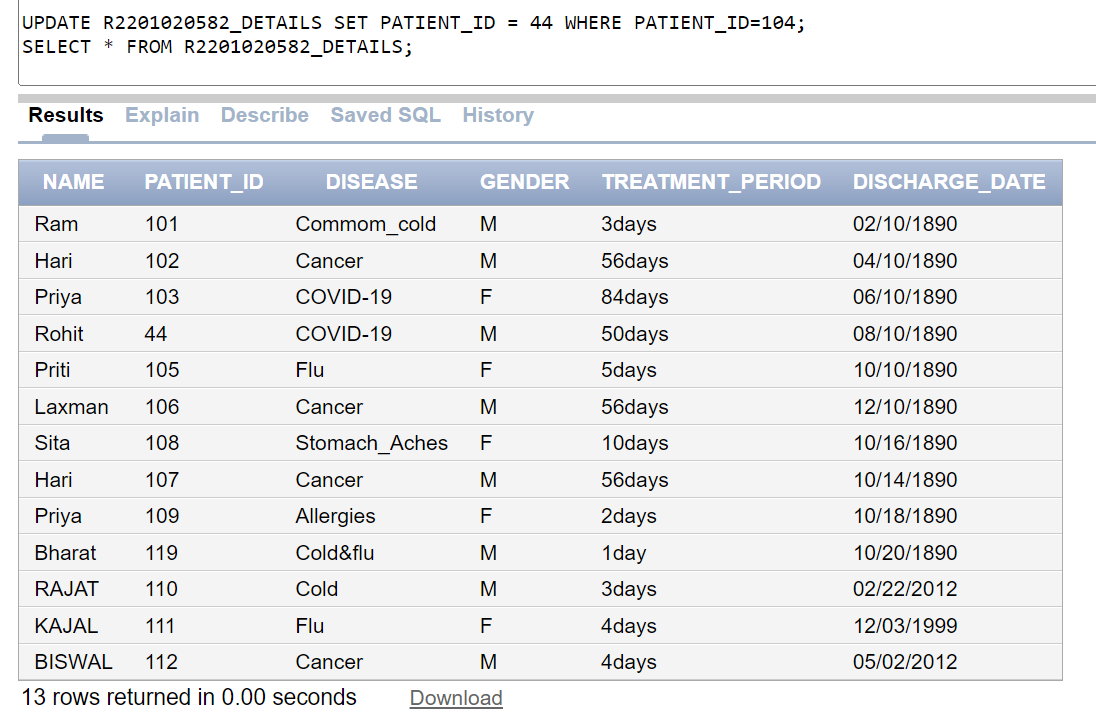 UPDATE R2201020582_DETAILS SET PATIENT_ID = 44 WHERE PATIENT_ID=104;
SELECT * FROM R2201020582_DETAILS;
Results Explain Describe Saved SQL History
NAME PATIENT_ID DISEASE GENDER TREATMENT_PERIOD DISCHARGE_DATE
Ram 101 Commom_cold M 3days 02/10/1890
Hari 102 Cancer M 56days 04/10/1890
Priya 103 COVID-19 F 84days 06/10/1890
Rohit 44 COVID-19 M 50days 08/10/1890
Priti 105 Flu F 5days 10/10/1890
Laxman 106 Cancer M 56days 12/10/1890
Sita 108 Stomach_Aches F 10days 10/16/1890
Hari 107 Cancer M 56days 10/14/1890
Priya 109 Allergies F 2days 10/18/1890
Bharat 119 Cold&flu M 1day 10/20/1890
RAJAT 110 Cold M 3days 02/22/2012
KAJAL 111 Flu F 4days 12/03/1999
BISWAL 112 Cancer M 4days 05/02/2012
13 rows returned in 0.00 seconds Download